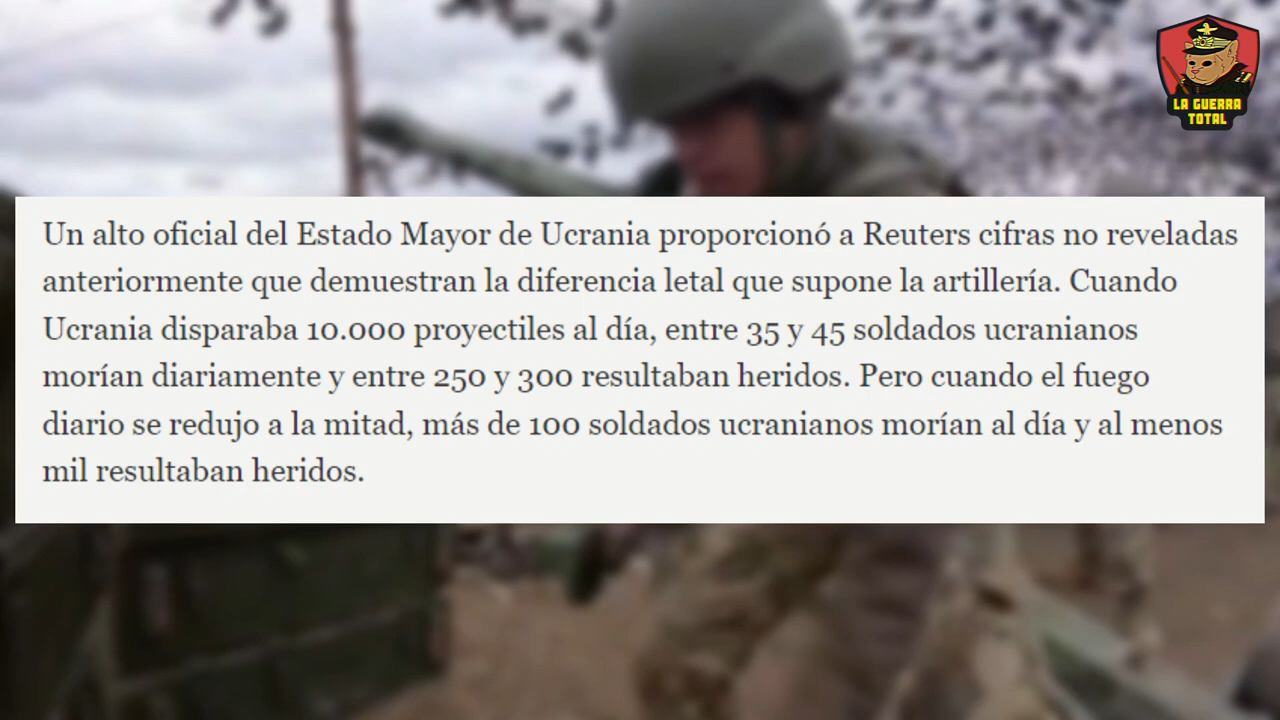 LA GUERRA
TOTAL
Un alto oficial del Estado Mayor de Ucrania proporcionó a Reuters cifras no reveladas
anteriormente que demuestran la diferencia letal que supone la artillería. Cuando
Ucrania disparaba 10.000 proyectiles al día, entre 35 y 45 soldados ucranianos
morían diariamente y entre 250 y 300 resultaban heridos. Pero cuando el fuego
diario se redujo a la mitad, más de 100 soldados ucranianos morían al día y al menos
mil resultaban heridos.